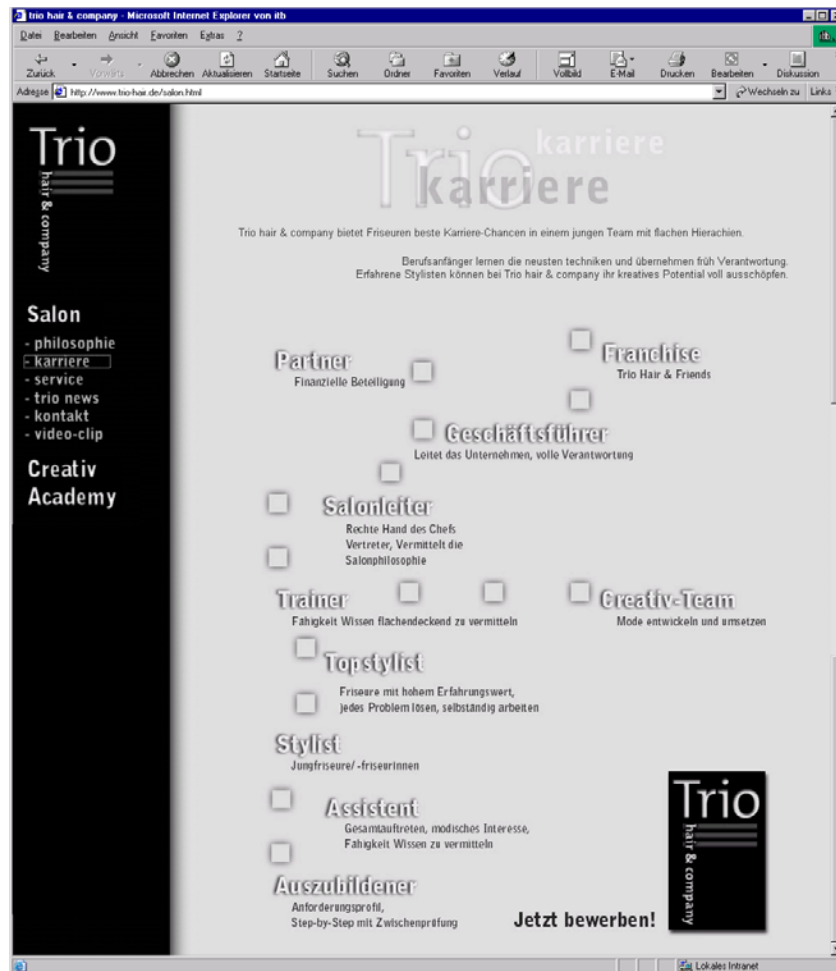 trio hair & company - Microsoft Internet Explorer von itb
Datei Bearbeiten Ansicht Favoriten Extras ?
Zurück Vorwärts Abbrechen Aktualisieren Startseite Suchen Ordner Favoriten Verlauf Vollbild E-Mail Drucken Bearbeiten Diskussion
Adresse http://www.trio-hair.de/salon.html Wechseln zu Links
Trio
hair & company
Salon
- philosophie
- karriere
- service
- trio news
- kontakt
- video-clip
Creativ
Academy
Trio karriere
karriere
Trio hair & company bietet Friseuren beste Karriere-Chancen in einem jungen Team mit flachen Hierachien.
Berufsanfänger lernen die neusten techniken und übernehmen früh Verantwortung.
Erfahrene Stylisten können bei Trio hair & company ihr kreatives Potential voll ausschöpfen.
Partner
Finanzielle Beteiligung
Franchise
Trio Hair & Friends
Geschäftsführer
Leitet das Unternehmen, volle Verantwortung
Salonleiter
Rechte Hand des Chefs
Vertreter, Vermittelt die
Salonphilosophie
Trainer
Fähigkeit Wissen flächendeckend zu vermitteln
Creativ-Team
Mode entwickeln und umsetzen
Topstylist
Friseure mit hohem Erfahrungswert,
jedes Problem lösen, selbständig arbeiten
Stylist
Jungfriseure/ -friseurinnen
Assistent
Gesamtauftreten, modisches Interesse,
Fähigkeit Wissen zu vermitteln
Auszubildener
Anforderungsprofil,
Step-by-Step mit Zwischenprüfung
Jetzt bewerben!
Trio
hair & company
Lokales Intranet